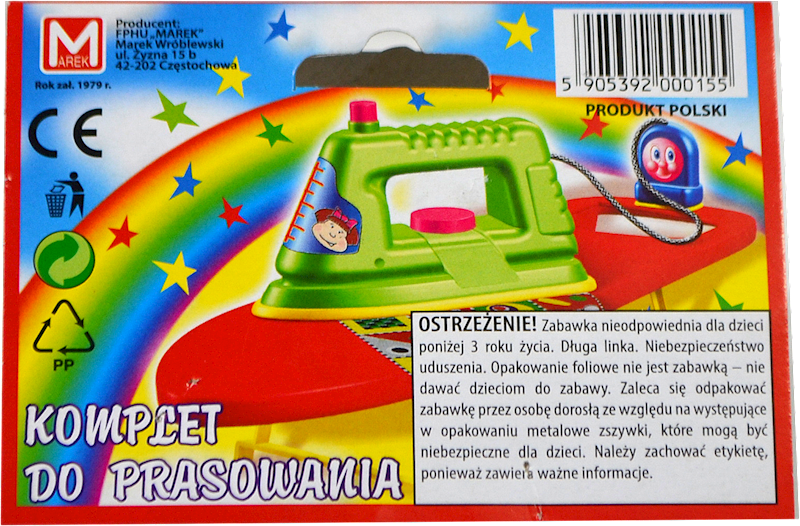 M
MAREK
Rok zał. 1979 r.
Producent:
FPHU „MAREK"
Marek Wróblewski
ul. Żyzna 15 b
42-202 Częstochowa
5 905392 000155
PRODUKT POLSKI
CE
PP
OSTRZEŻENIE! Zabawka nieodpowiednia dla dzieci
poniżej 3 roku życia. Długa linka. Niebezpieczeństwo
uduszenia. Opakowanie foliowe nie jest zabawką – nie
dawać dzieciom do zabawy. Zaleca się odpakować
zabawkę przez osobę dorosłą ze względu na występujące
w opakowaniu metalowe zszywki, które mogą być
niebezpieczne dla dzieci. Należy zachować etykietę,
ponieważ zawiera ważne informacje.
KOMPLET
DO PRASOWANIA